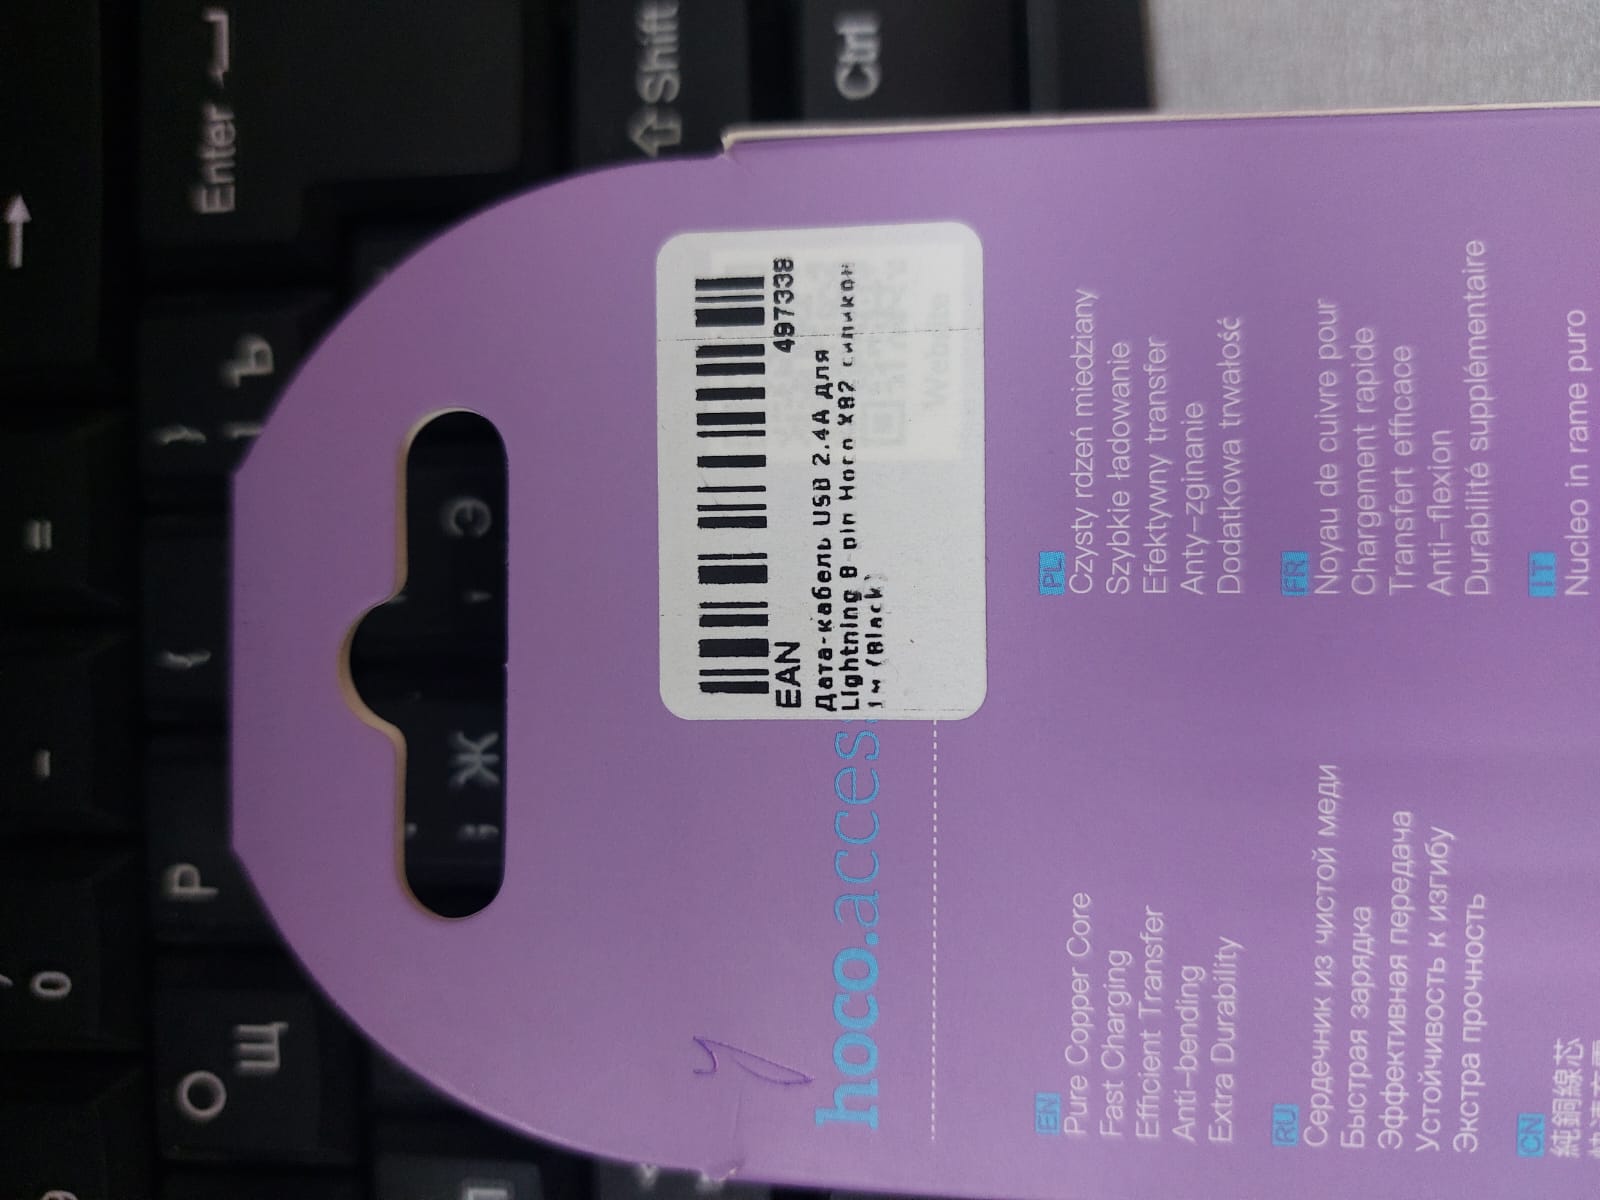 Enter
Shift
Ctrl
EAN 497338
Дата-кабель USB 2.4A для
Lightning 8-pin Hoco X82 силикон
1м (Black)
hoco.acces
EN
Pure Copper Core
Fast Charging
Efficient Transfer
Anti-bending
Extra Durability
PL
Czysty rdzeń miedziany
Szybkie ładowanie
Efektywny transfer
Anty-zginanie
Dodatkowa trwałość
RU
Сердечник из чистой меди
Быстрая зарядка
Эффективная передача
Устойчивость к изгибу
Экстра прочность
FR
Noyau de cuivre pour
Chargement rapide
Transfert efficace
Anti-flexion
Durabilité supplémentaire
CN
純銅線芯
IT
Nucleo in rame puro